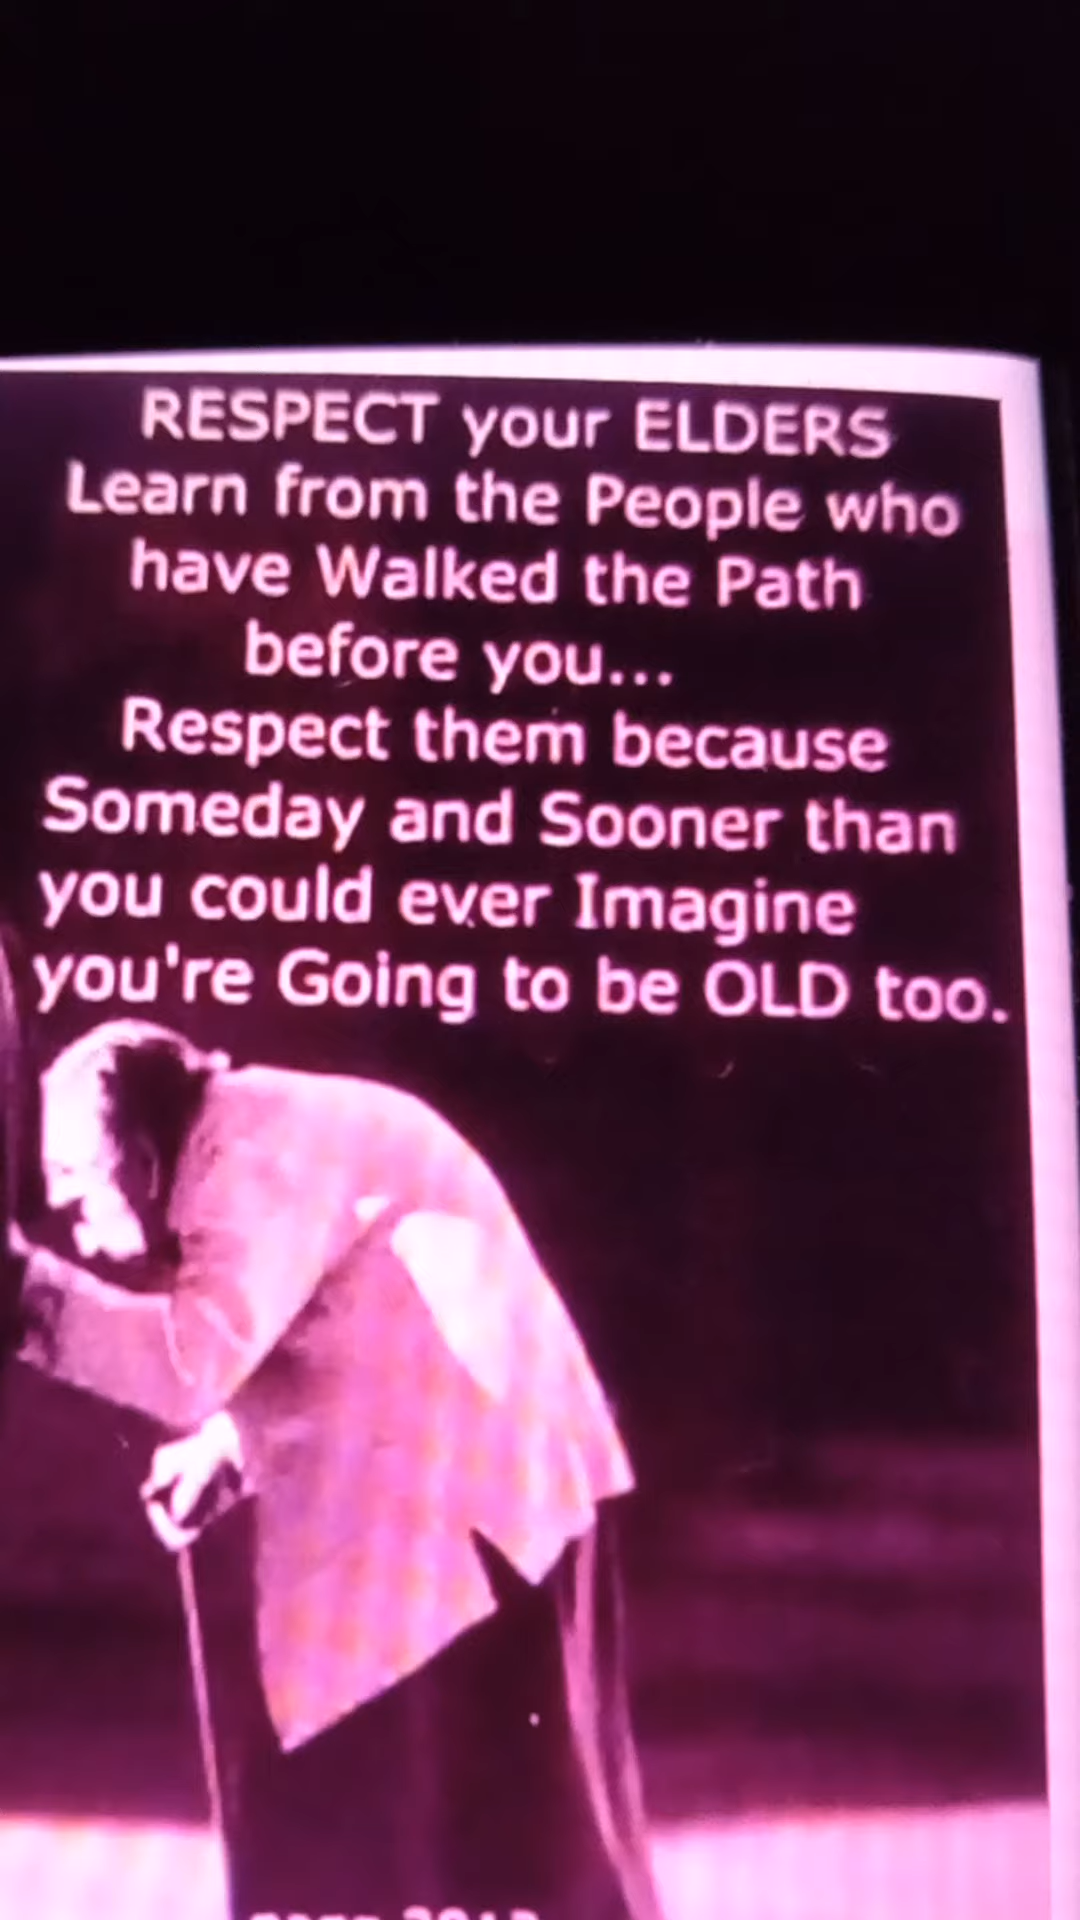 RESPECT your ELDERS
Learn from the People who
have Walked the Path
before you...
Respect them because
Someday and Sooner than
you could ever Imagine
you're Going to be OLD too.